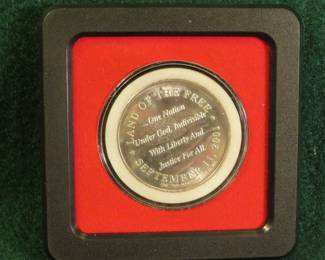 LAND OF THE FREE
One Nation
Under God, Indivisible
With Liberty And
Justice For All.
SEPTEMBER 11, 2001